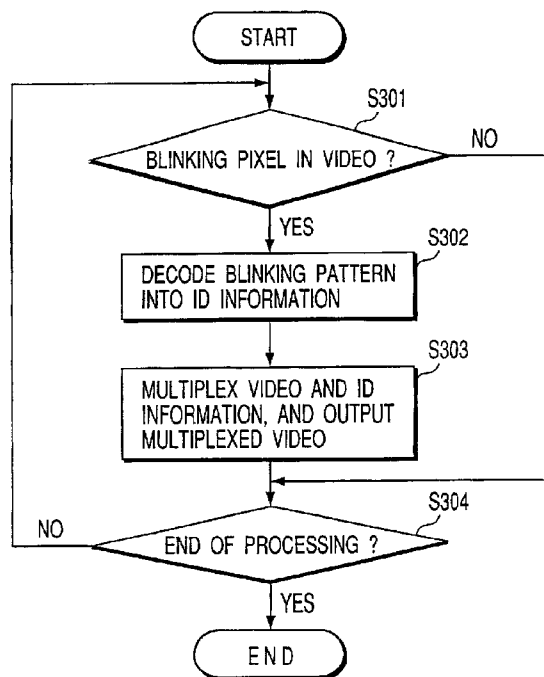 START
S301
BLINKING PIXEL IN VIDEO ?
NO
YES
S302
DECODE BLINKING PATTERN
INTO ID INFORMATION
S303
MULTIPLEX VIDEO AND ID
INFORMATION, AND OUTPUT
MULTIPLEXED VIDEO
S304
NO
END OF PROCESSING ?
YES
END